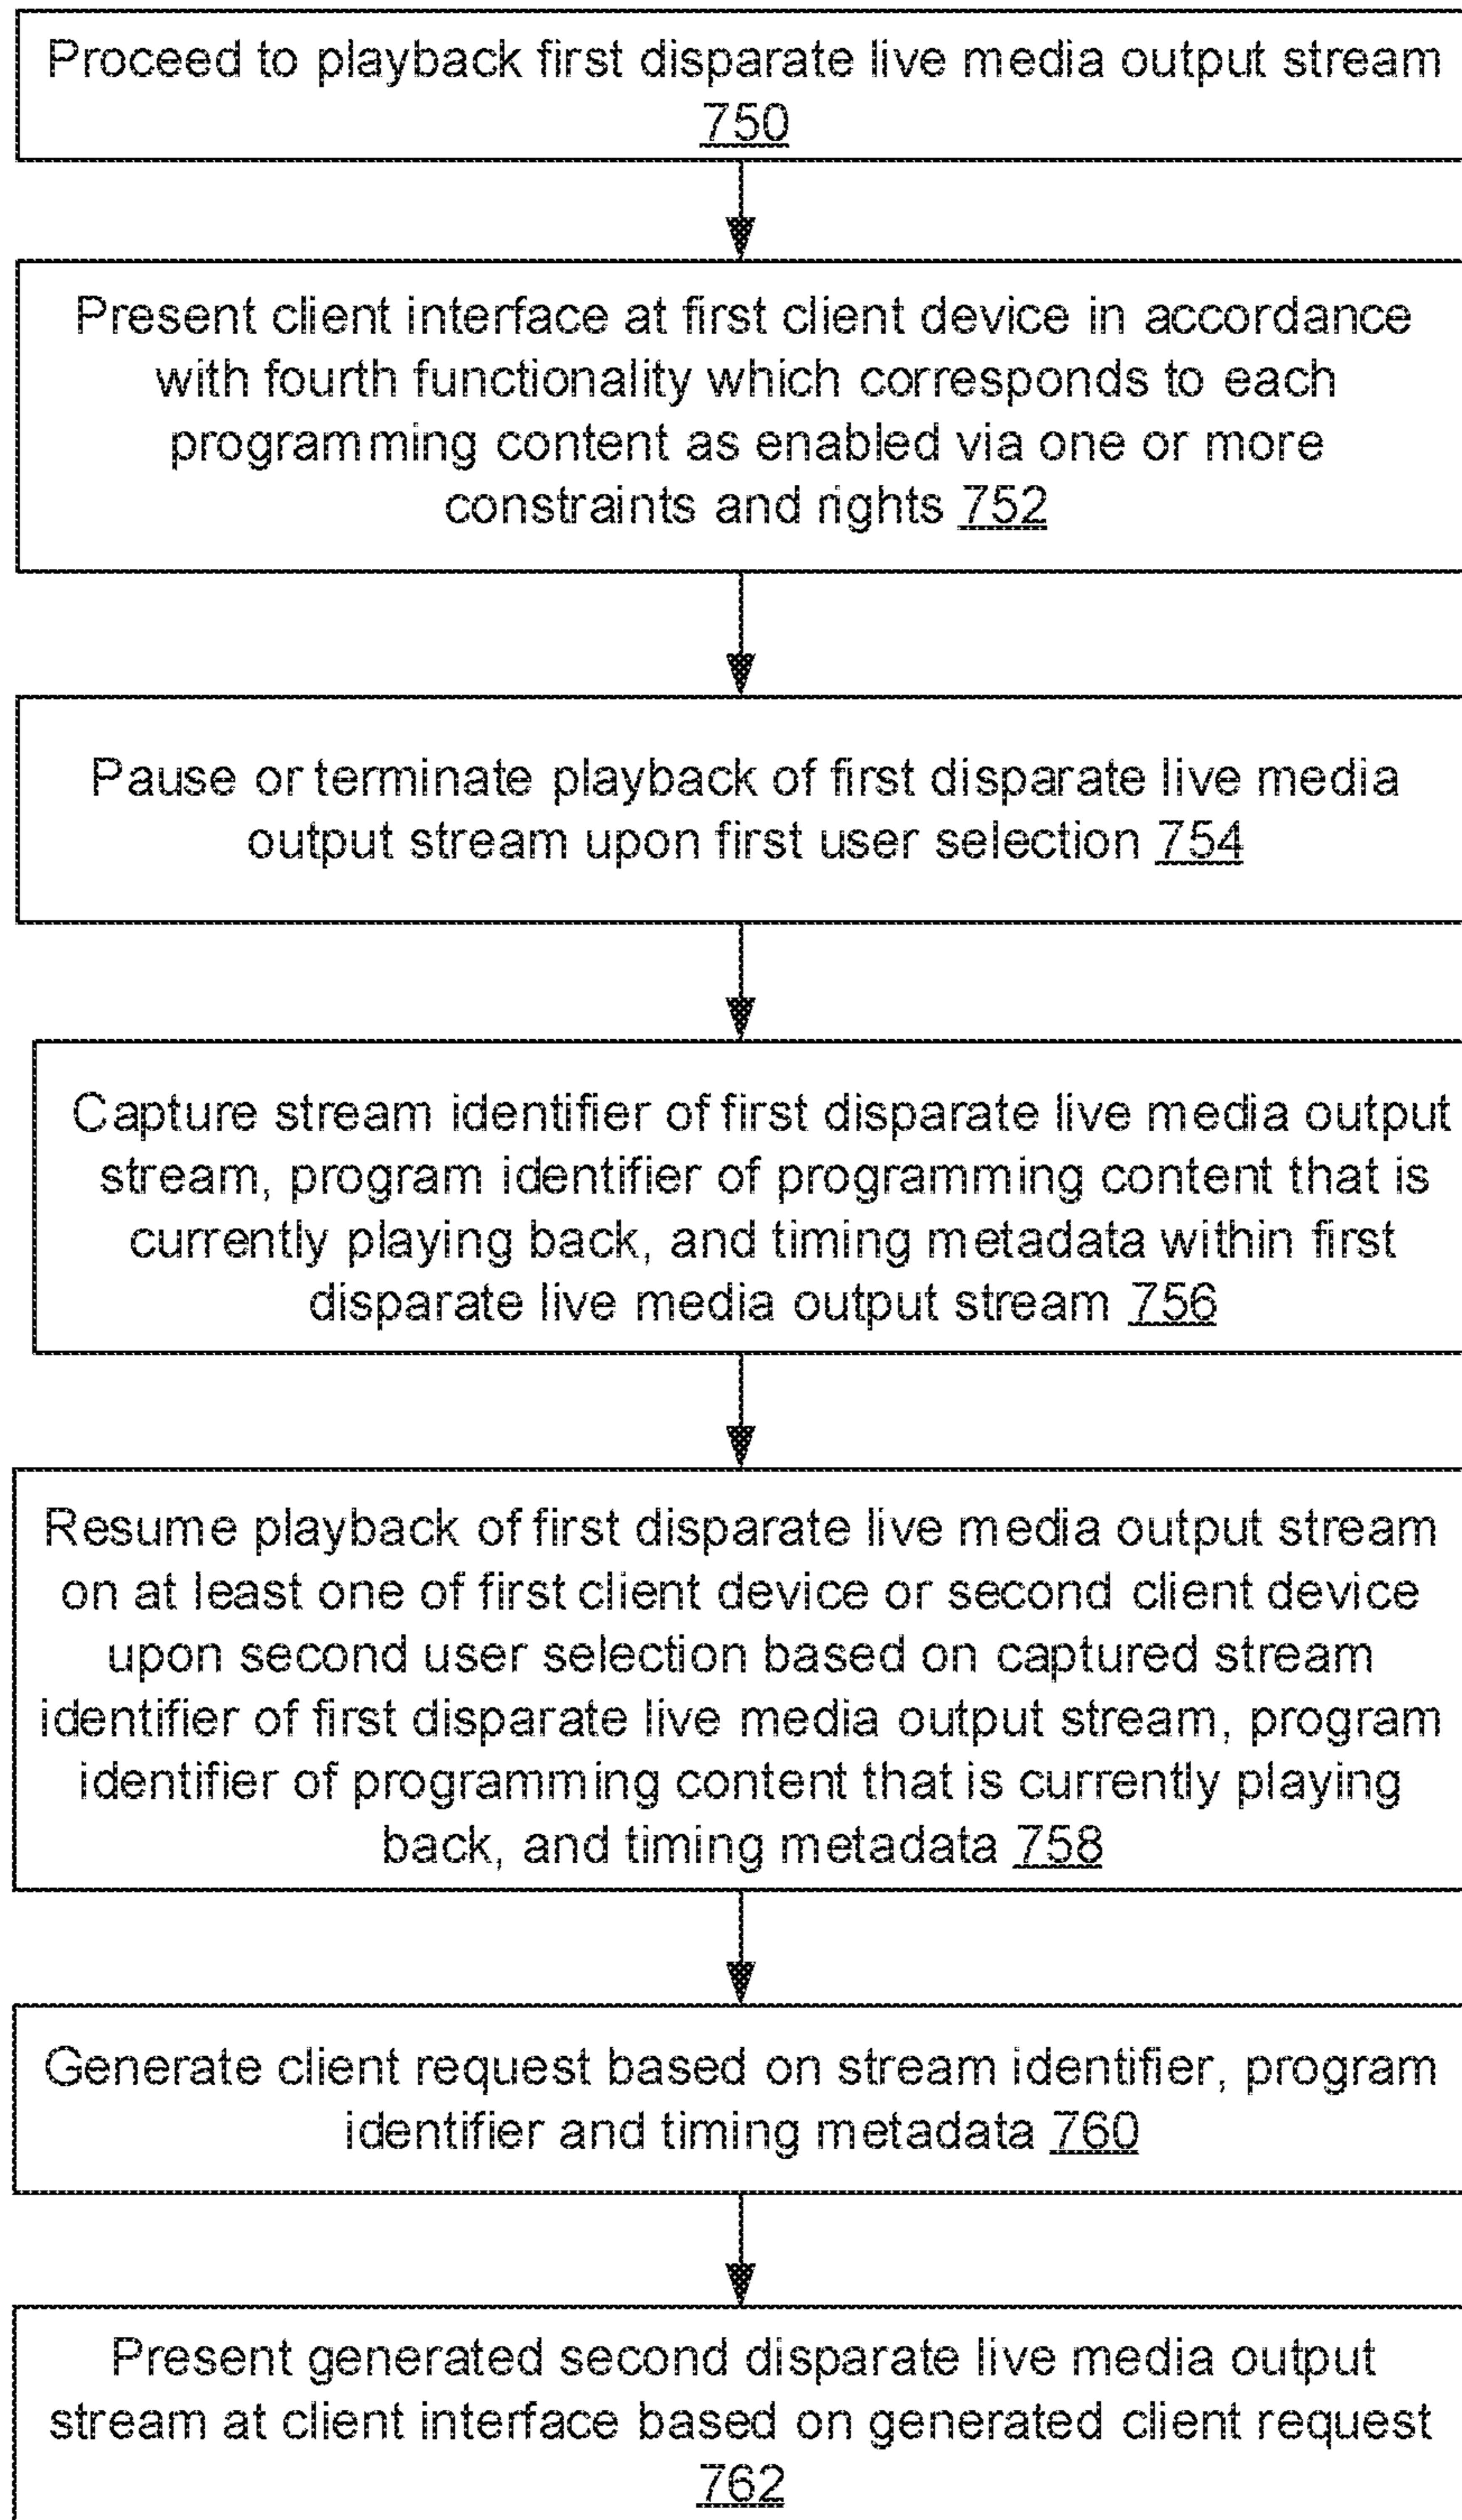 Proceed to playback first disparate live media output stream
750
Present client interface at first client device in accordance
with fourth functionality which corresponds to each
programming content as enabled via one or more
constraints and rights 752
Pause or terminate playback of first disparate live media
output stream upon first user selection 754
Capture stream identifier of first disparate live media output
stream, program identifier of programming content that is
currently playing back, and timing metadata within first
disparate live media output stream 756
Resume playback of first disparate live media output stream
on at least one of first client device or second client device
upon second user selection based on captured stream
identifier of first disparate live media output stream, program
identifier of programming content that is currently playing
back, and timing metadata 758
Generate client request based on stream identifier, program
identifier and timing metadata 760
Present generated second disparate live media output
stream at client interface based on generated client request
762